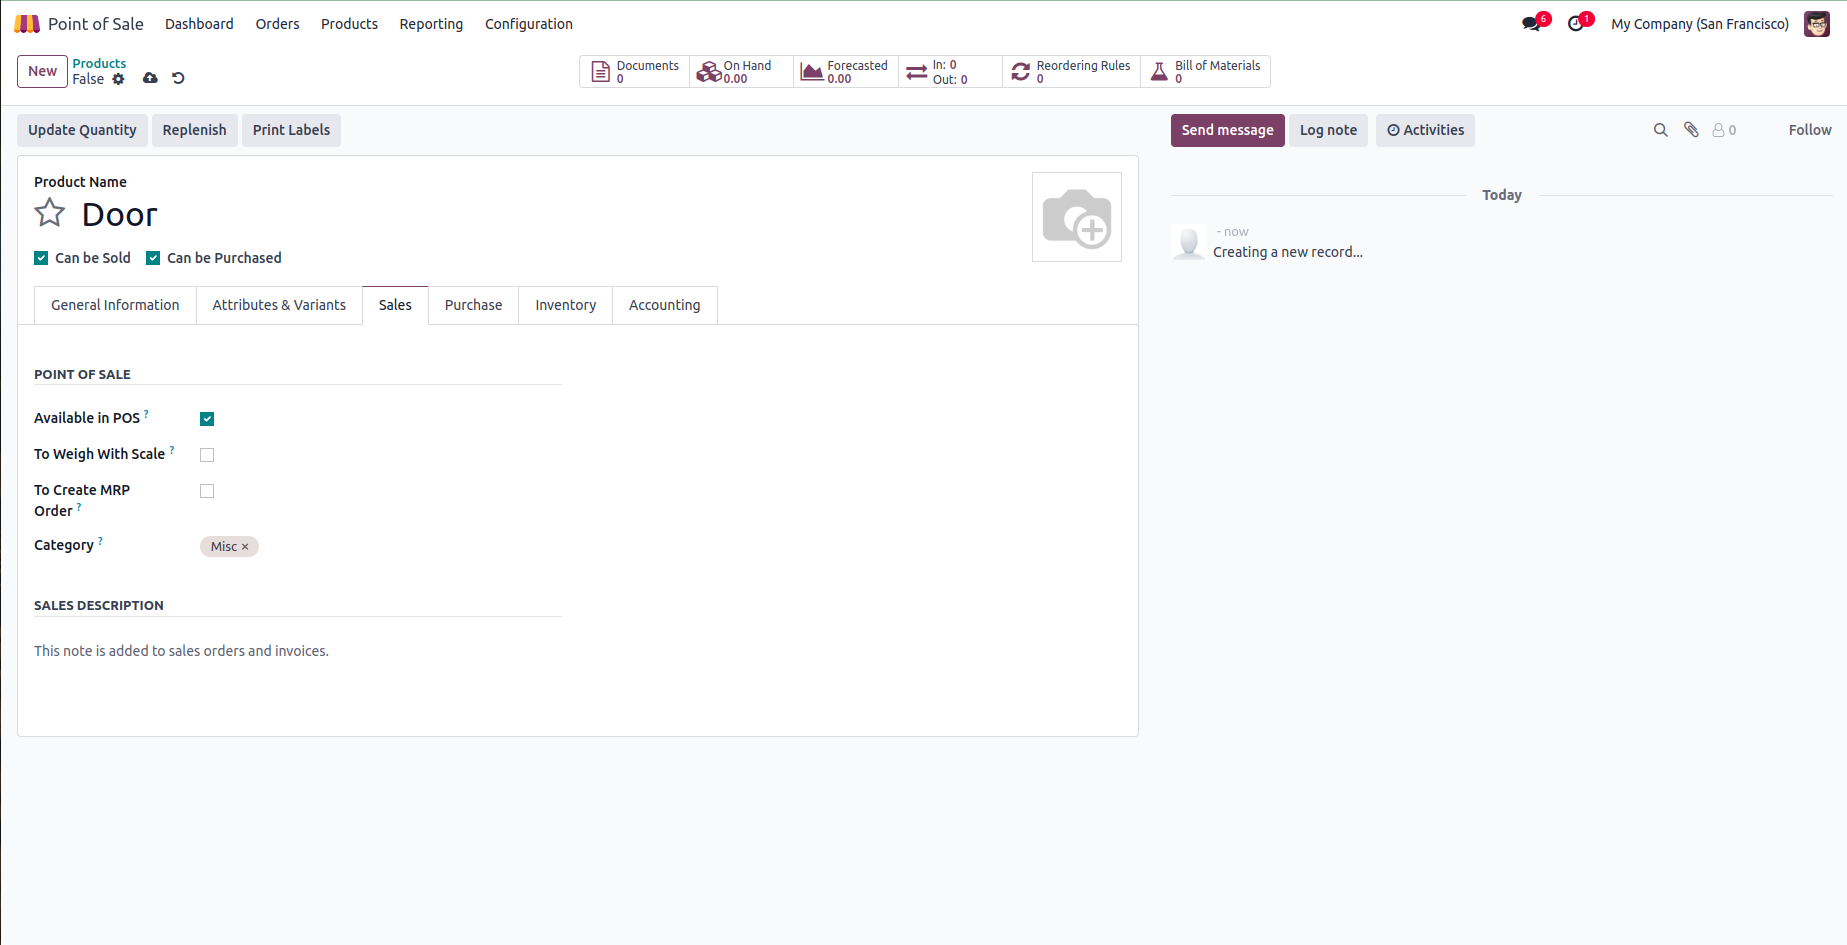 Point of Sale Dashboard Orders Products Reporting Configuration 6 1 My Company (San Francisco)
New Products
False
Documents 0
On Hand 0.00
Forecasted 0.00
In: 0
Out: 0
Reordering Rules 0
Bill of Materials 0
Update Quantity Replenish Print Labels
Send message Log note Activities 0 Follow
Product Name
Door
Can be Sold Can be Purchased
General Information Attributes & Variants Sales Purchase Inventory Accounting
POINT OF SALE
Available in POS ?
To Weigh With Scale ?
To Create MRP
Order ?
Category ? Misc ×
SALES DESCRIPTION
This note is added to sales orders and invoices.
Today
- now
Creating a new record...